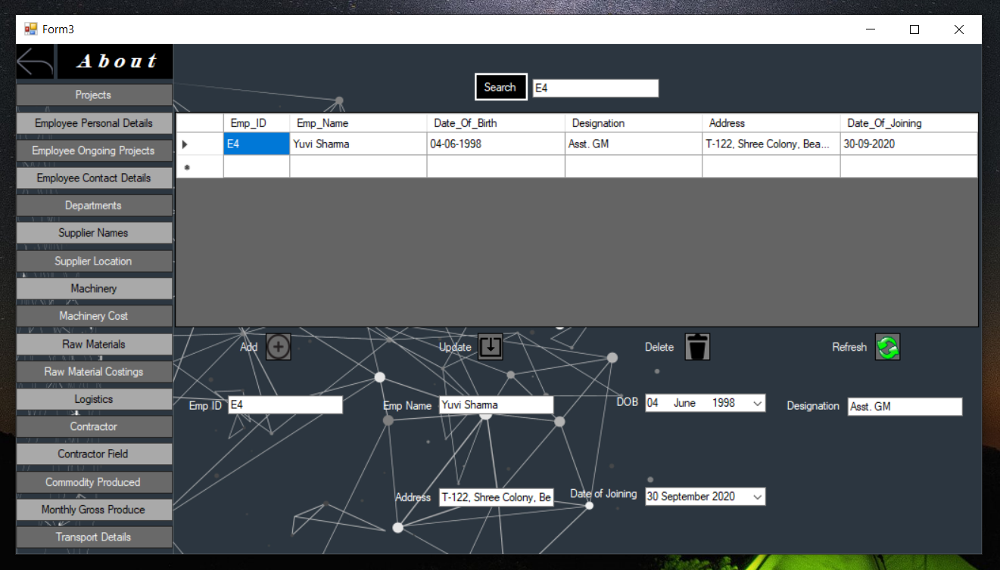 Form3
About
Projects
Employee Personal Details
Employee Ongoing Projects
Employee Contact Details
Departments
Supplier Names
Supplier Location
Machinery
Machinery Cost
Raw Materials
Raw Material Costings
Logistics
Contractor
Contractor Field
Commodity Produced
Monthly Gross Produce
Transport Details
Search E4
Emp_ID Emp_Name Date_Of_Birth Designation Address Date_Of_Joining
E4 Yuvi Sharma 04-06-1998 Asst. GM T-122, Shree Colony, Bea... 30-09-2020
Add Update Delete Refresh
Emp ID E4 Emp Name Yuvi Sharma DOB 04 June 1998 Designation Asst. GM
Address T-122, Shree Colony, Be Date of Joining 30 September 2020